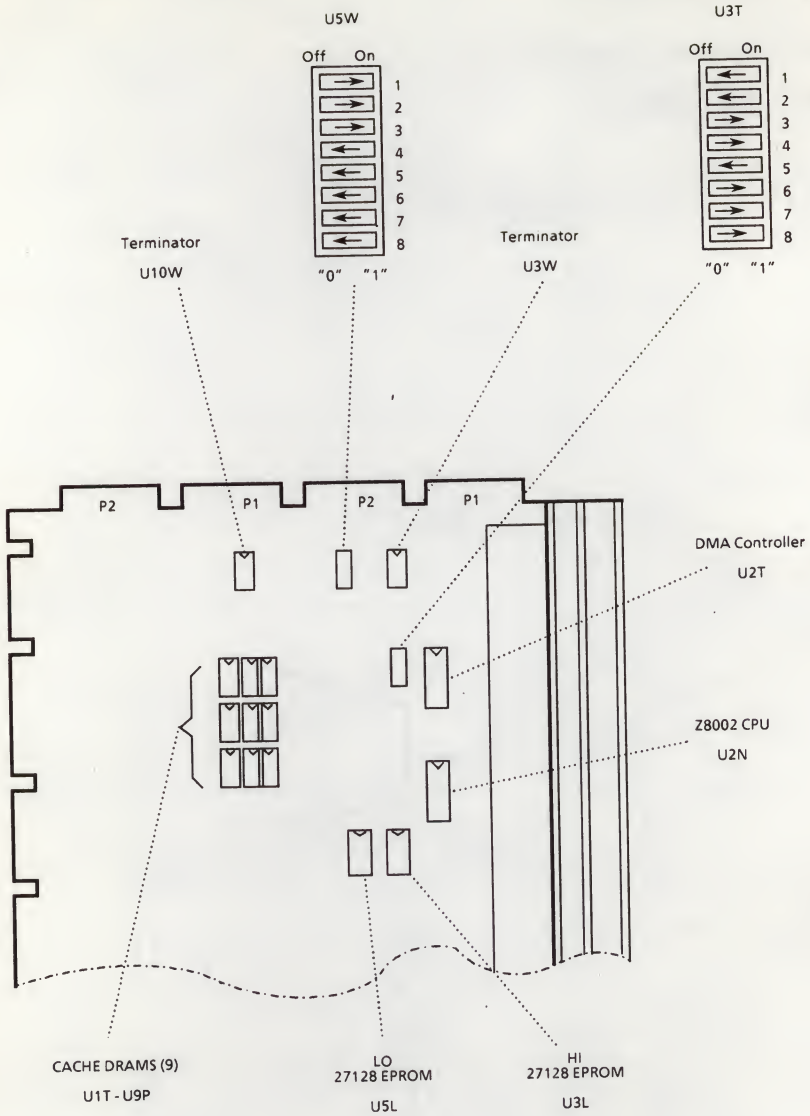 U5W
Off On
1
2
3
4
5
6
7
8
"0" "1"
U3T
Off On
1
2
3
4
5
6
7
8
"0" "1"
Terminator
U10W
Terminator
U3W
P2 P1 P2 P1
DMA Controller
U2T
Z8002 CPU
U2N
CACHE DRAMS (9)
U1T - U9P
LO
27128 EPROM
U5L
HI
27128 EPROM
U3L